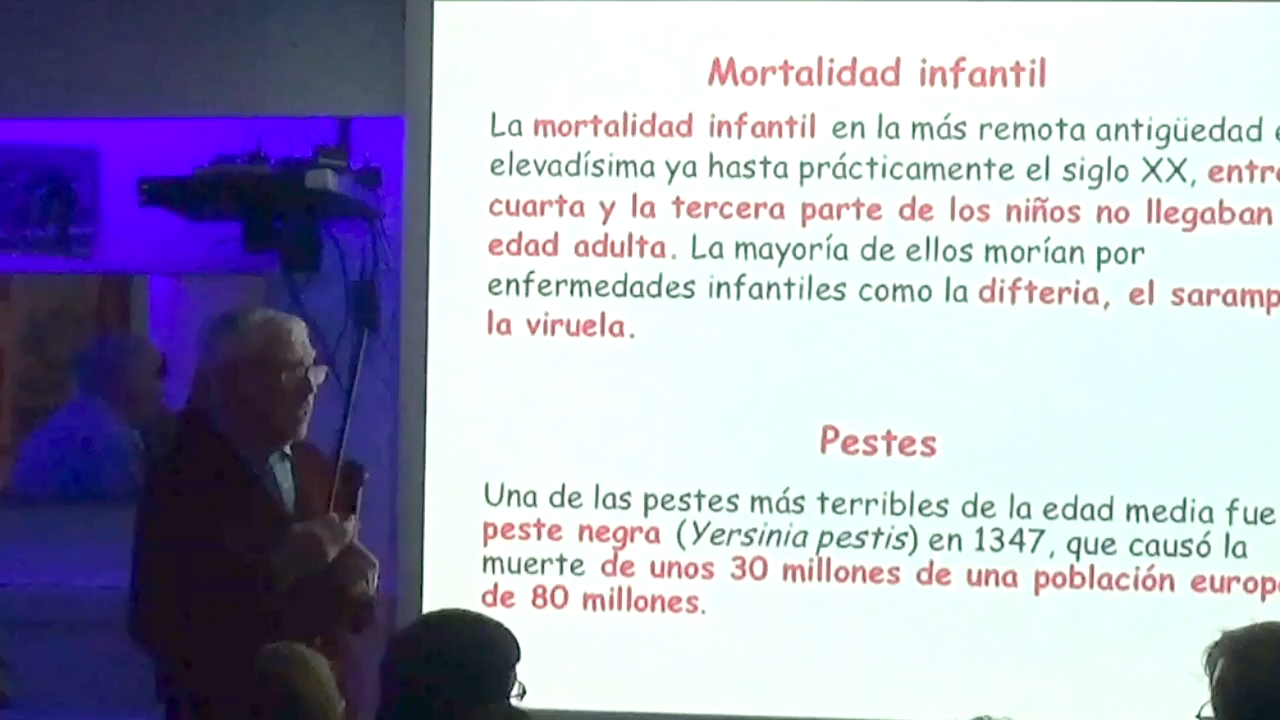 Mortalidad infantil
La mortalidad infantil en la más remota antigüedad
elevadísima ya hasta prácticamente el siglo XX, entre
cuarta y la tercera parte de los niños no llegaban
edad adulta. La mayoría de ellos morían por
enfermedades infantiles como la difteria, el saramp
la viruela.
Pestes
Una de las pestes más terribles de la edad media fue
peste negra (Yersinia pestis) en 1347, que causó la
muerte de unos 30 millones de una población europ
de 80 millones.